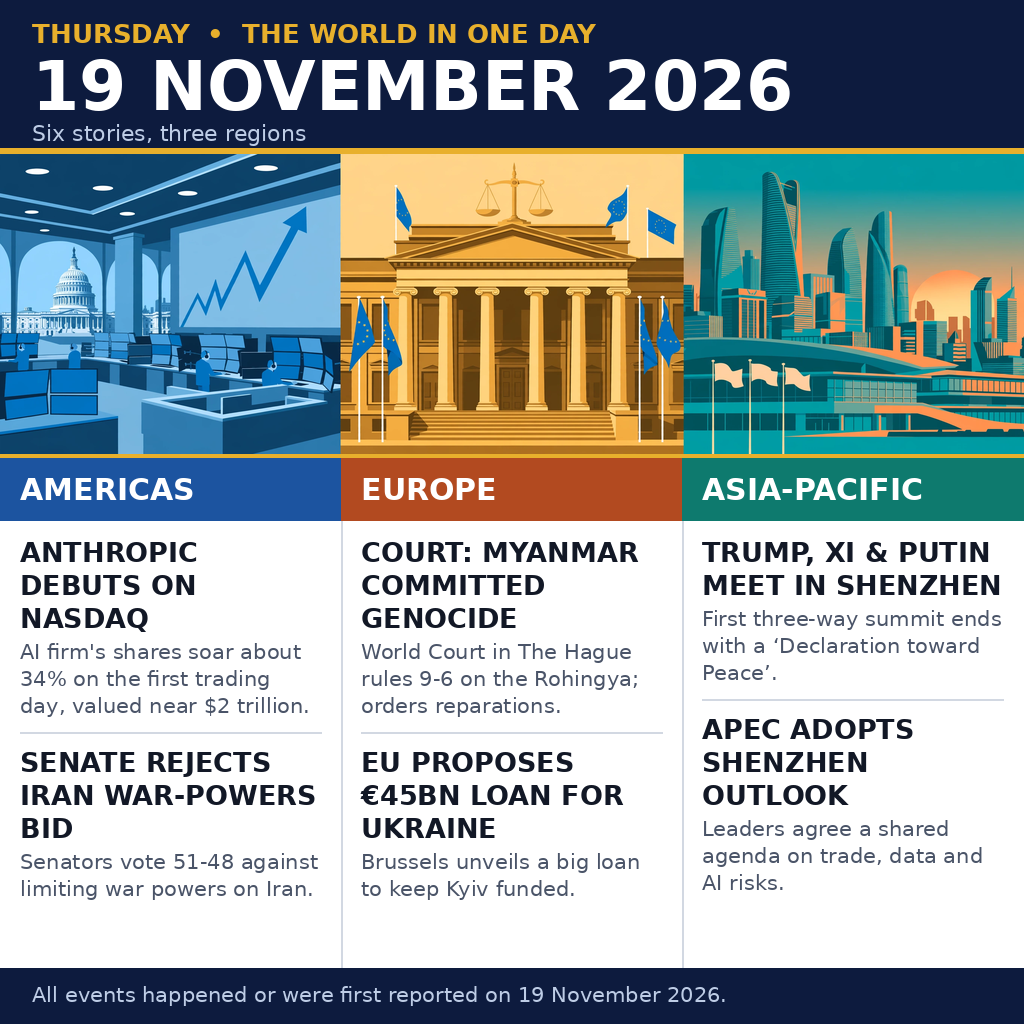 THURSDAY • THE WORLD IN ONE DAY
19 NOVEMBER 2026
Six stories, three regions
AMERICAS
ANTHROPIC
DEBUTS ON
NASDAQ
AI firm's shares soar about
34% on the first trading
day, valued near $2 trillion.
SENATE REJECTS
IRAN WAR-POWERS
BID
Senators vote 51-48 against
limiting war powers on Iran.
EUROPE
COURT: MYANMAR
COMMITTED
GENOCIDE
World Court in The Hague
rules 9-6 on the Rohingya;
orders reparations.
EU PROPOSES
€45BN LOAN FOR
UKRAINE
Brussels unveils a big loan
to keep Kyiv funded.
ASIA-PACIFIC
TRUMP, XI & PUTIN
MEET IN SHENZHEN
First three-way summit ends
with a ‘Declaration toward
Peace’.
APEC ADOPTS
SHENZHEN
OUTLOOK
Leaders agree a shared
agenda on trade, data and
AI risks.
All events happened or were first reported on 19 November 2026.